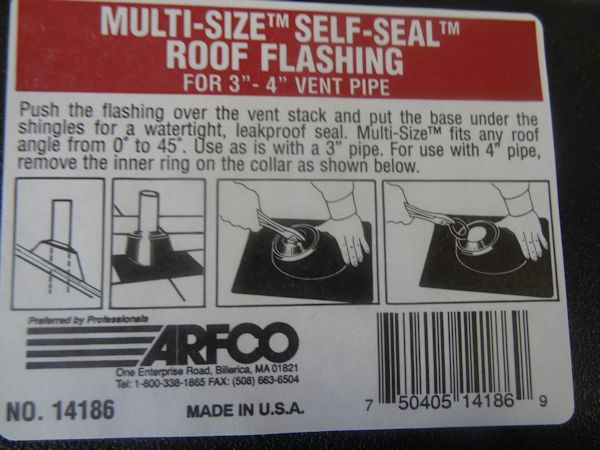 MULTI-SIZE™ SELF-SEAL™
ROOF FLASHING
FOR 3"- 4" VENT PIPE
Push the flashing over the vent stack and put the base under the
shingles for a watertight, leakproof seal. Multi-Size™ fits any roof
angle from 0° to 45°. Use as is with a 3" pipe. For use with 4" pipe,
remove the inner ring on the collar as shown below.
Preferred by Professionals
ARFCO
One Enterprise Road, Billerica, MA 01821
Tel: 1-800-338-1865 FAX: (508) 663-6504
NO. 14186
MADE IN U.S.A.
7 50405 14186 9